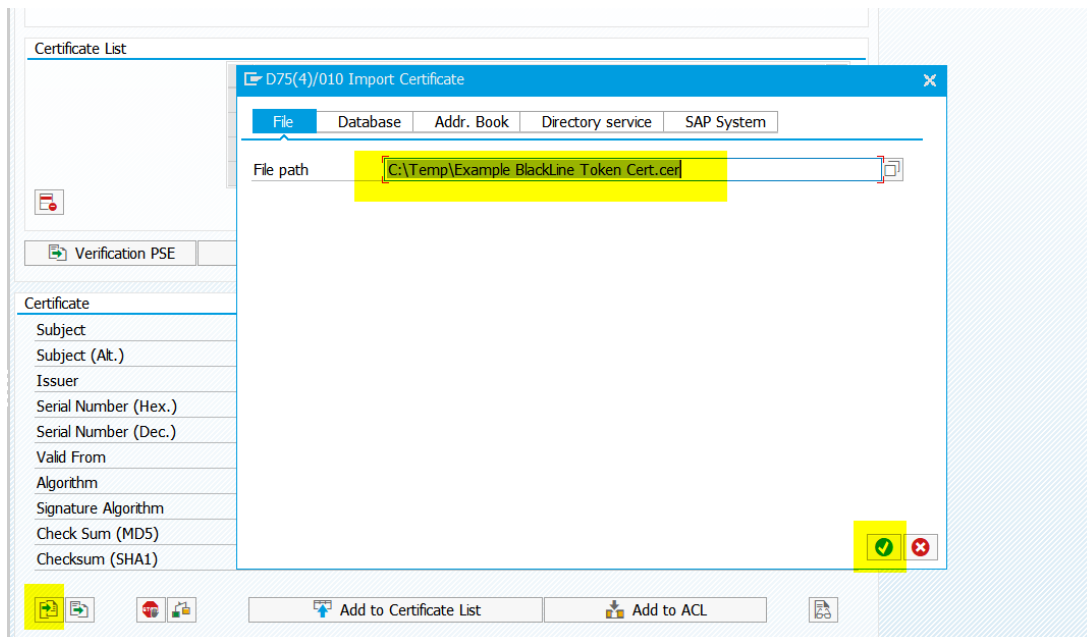 Certificate List
D75(4)/010 Import Certificate
File Database Addr. Book Directory service SAP System
File path C:\Temp\Example BlackLine Token Cert.cer
Verification PSE
Certificate
Subject
Subject (Alt.)
Issuer
Serial Number (Hex.)
Serial Number (Dec.)
Valid From
Algorithm
Signature Algorithm
Check Sum (MD5)
Checksum (SHA1)
Add to Certificate List Add to ACL